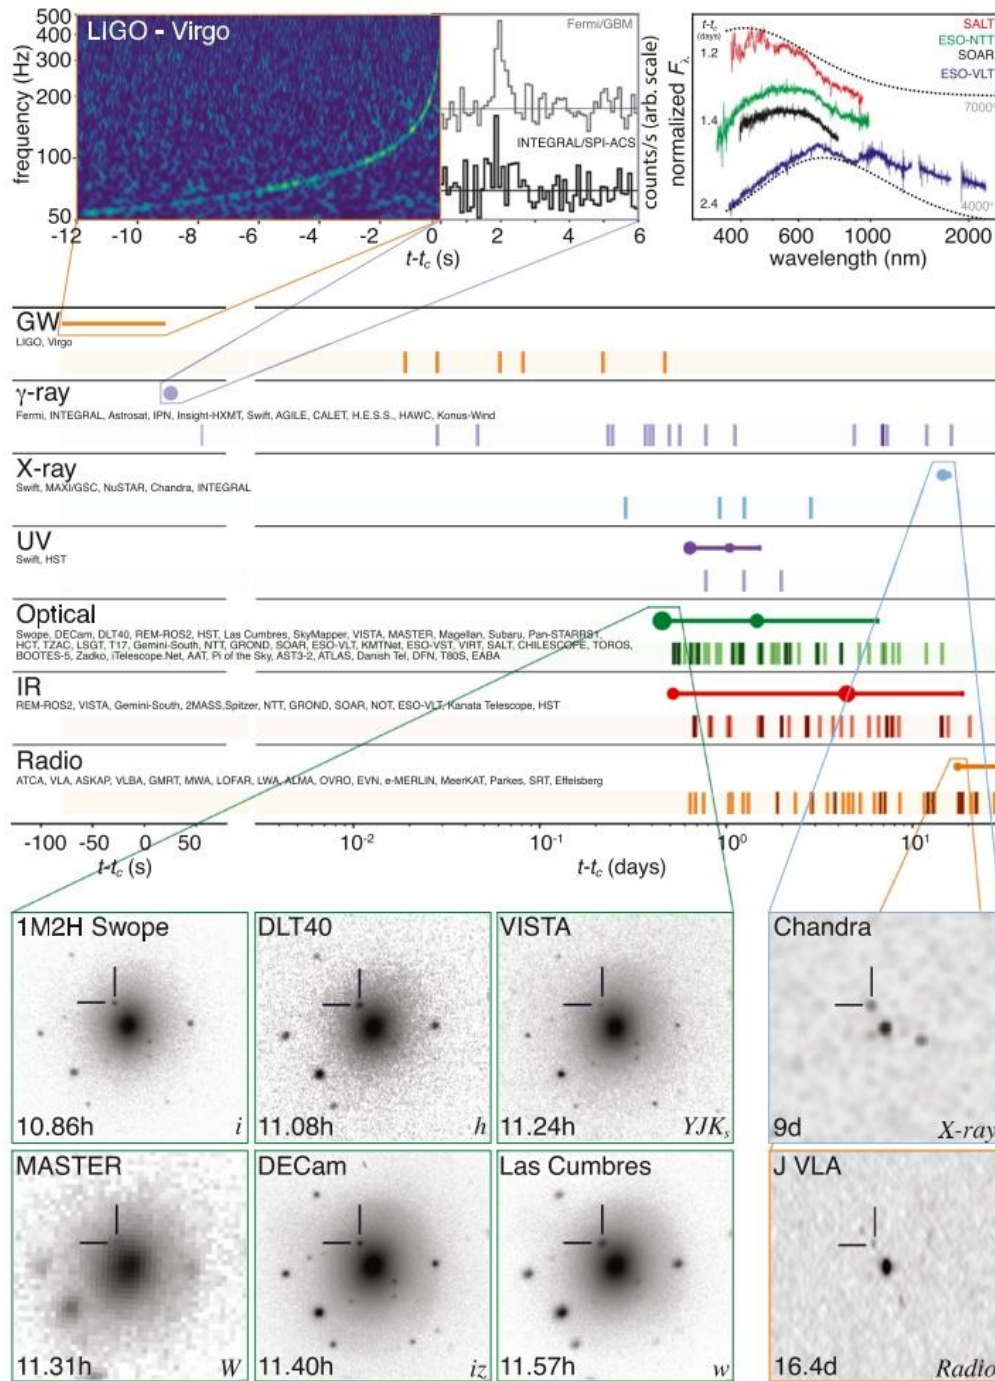 LIGO - Virgo
Fermi/GBM
INTEGRAL/SPI-ACS
frequency (Hz)
500
400
300
200
100
50
-12 -10 -8 -6 -4 -2 0 2 4 6
t-tc (s)
counts/s (arb. scale)
normalized Fλ
t-tc
(days)
1.2
1.4
2.4
SALT
ESO-NTT
SOAR
ESO-VLT
7000°
4000°
400 600 1000 2000
wavelength (nm)
GW
LIGO, Virgo
γ-ray
Fermi, INTEGRAL, Astrosat, IPN, Insight-HXMT, Swift, AGILE, CALET, H.E.S.S., HAWC, Konus-Wind
X-ray
Swift, MAXI/GSC, NuSTAR, Chandra, INTEGRAL
UV
Swift, HST
Optical
Swope, DECam, DLT40, REM-ROS2, HST, Las Cumbres, SkyMapper, VISTA, MASTER, Magellan, Subaru, Pan-STARRS1,
HCT, TZAC, LSGT, T17, Gemini-South, NTT, GROND, SOAR, ESO-VLT, KMTNet, ESO-VST, VIRT, SALT, CHILESCOPE, TOROS,
BOOTES-5, Zadko, iTelescope.Net, AAT, Pi of the Sky, AST3-2, ATLAS, Danish Tel, DFN, T80S, EABA
IR
REM-ROS2, VISTA, Gemini-South, 2MASS,Spitzer, NTT, GROND, SOAR, NOT, ESO-VLT, Kanata Telescope, HST
Radio
ATCA, VLA, ASKAP, VLBA, GMRT, MWA, LOFAR, LWA, ALMA, OVRO, EVN, e-MERLIN, MeerKAT, Parkes, SRT, Effelsberg
-100 -50 0 50 10⁻² 10⁻¹ 10⁰ 10¹
t-tc (s) t-tc (days)
1M2H Swope
10.86h i
DLT40
11.08h h
VISTA
11.24h YJKs
Chandra
9d X-ray
MASTER
11.31h W
DECam
11.40h iz
Las Cumbres
11.57h w
J VLA
16.4d Radio